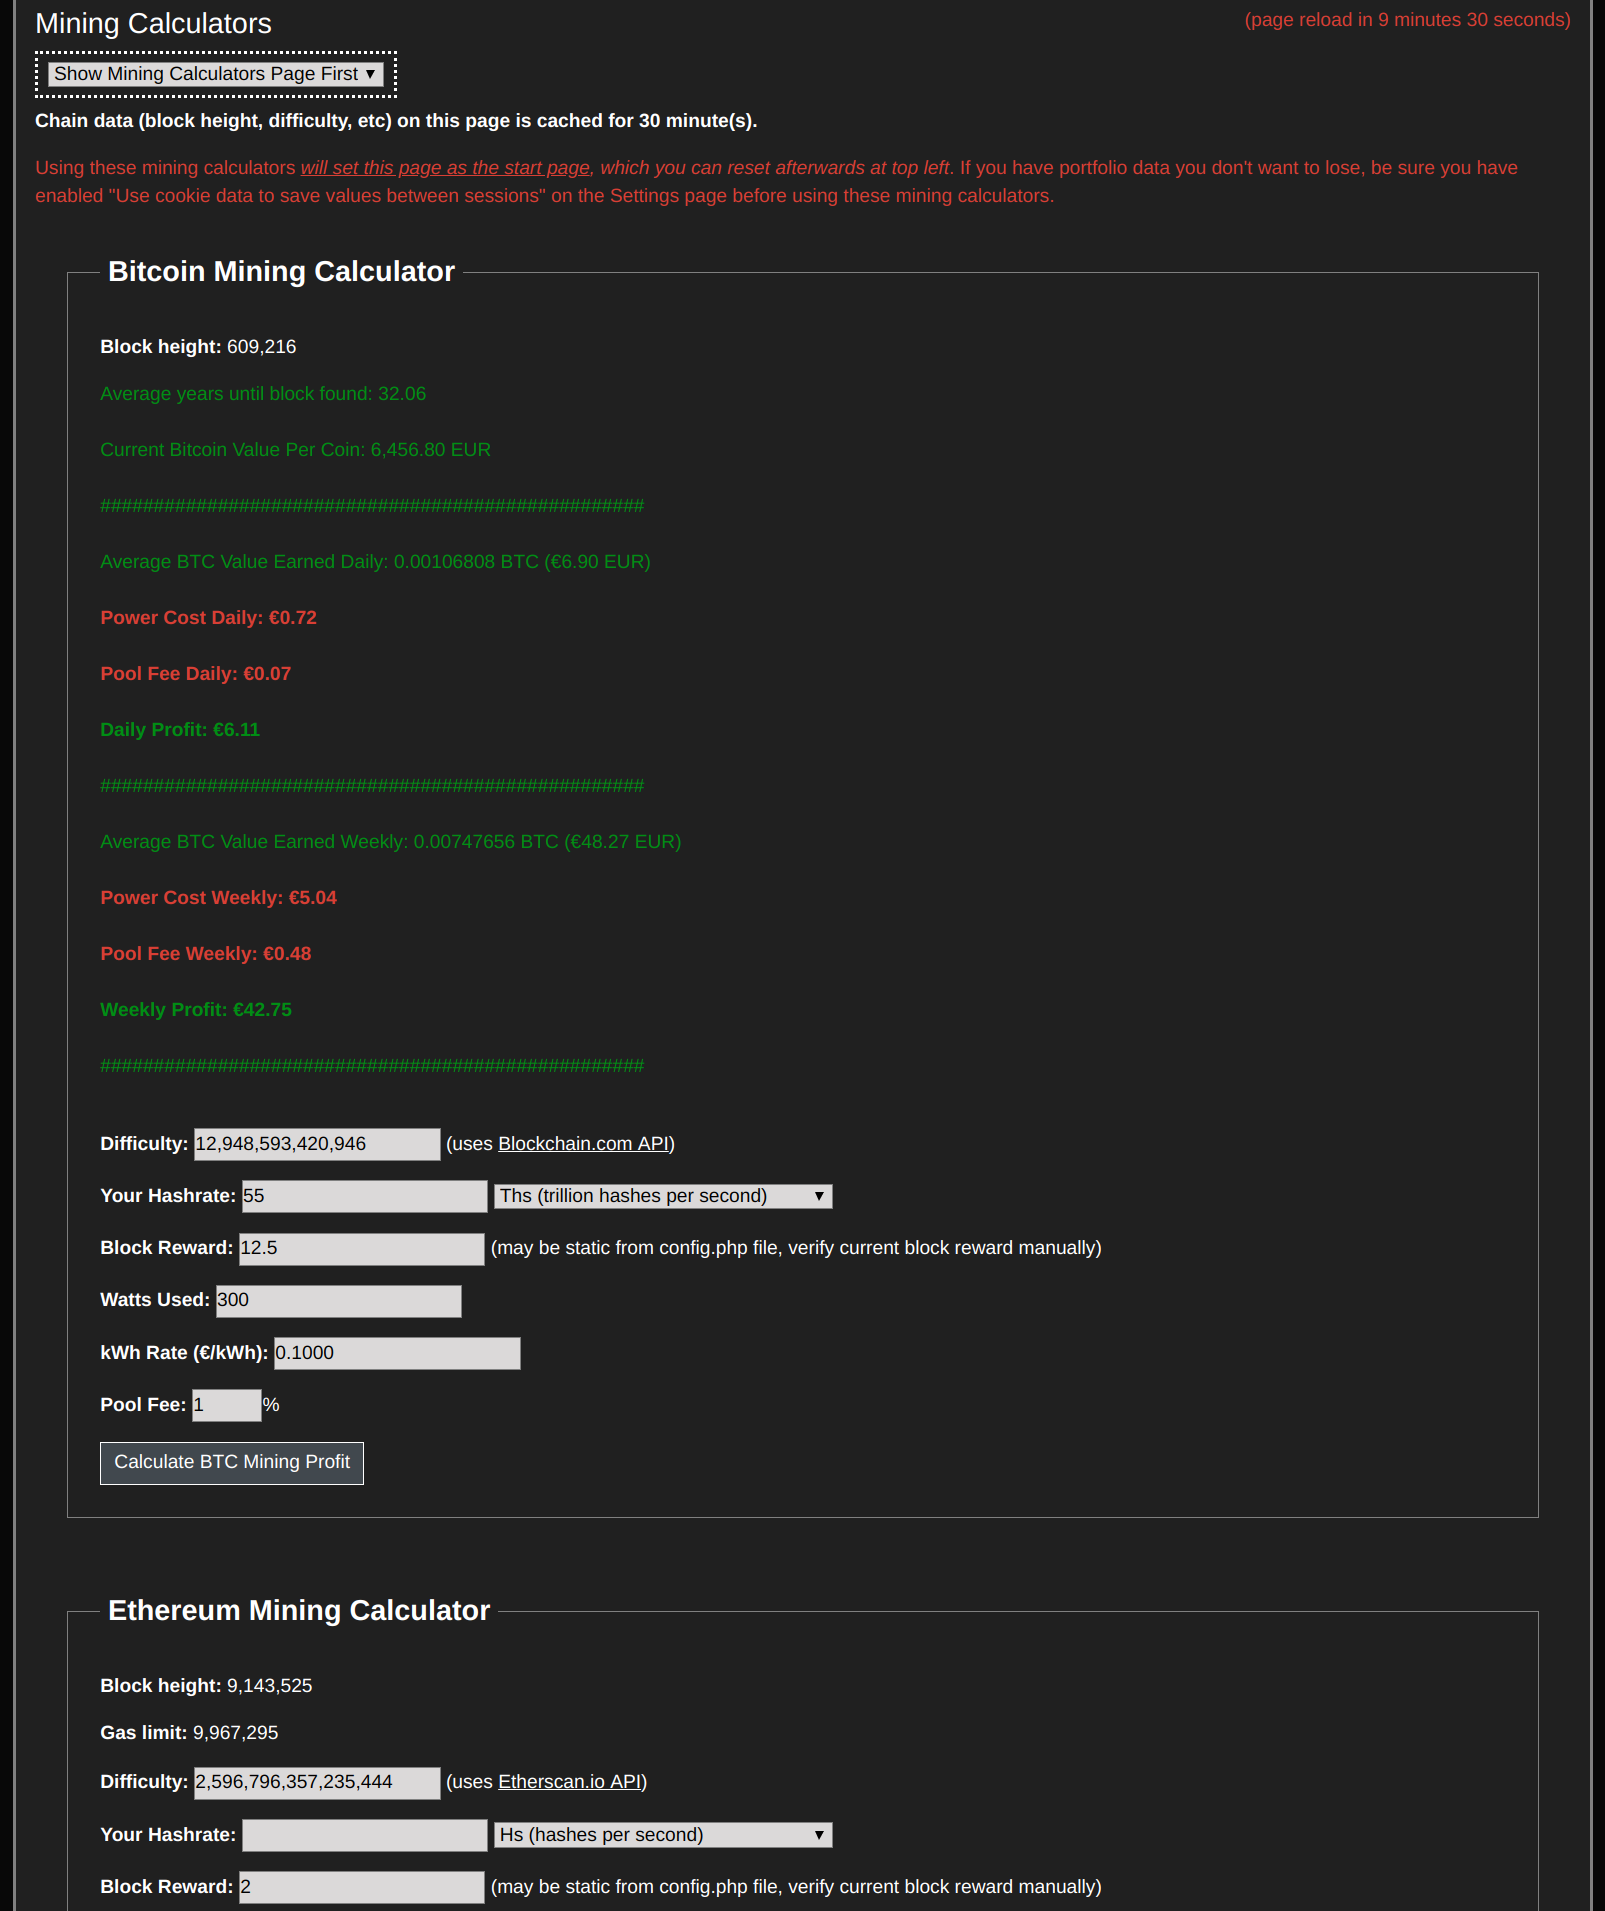 Mining Calculators
(page reload in 9 minutes 30 seconds)
Show Mining Calculators Page First
Chain data (block height, difficulty, etc) on this page is cached for 30 minute(s).
Using these mining calculators will set this page as the start page, which you can reset afterwards at top left. If you have portfolio data you don't want to lose, be sure you have
enabled "Use cookie data to save values between sessions" on the Settings page before using these mining calculators.
Bitcoin Mining Calculator
Block height: 609,216
Average years until block found: 32.06
Current Bitcoin Value Per Coin: 6,456.80 EUR
###################################################
Average BTC Value Earned Daily: 0.00106808 BTC (€6.90 EUR)
Power Cost Daily: €0.72
Pool Fee Daily: €0.07
Daily Profit: €6.11
###################################################
Average BTC Value Earned Weekly: 0.00747656 BTC (€48.27 EUR)
Power Cost Weekly: €5.04
Pool Fee Weekly: €0.48
Weekly Profit: €42.75
###################################################
Difficulty: 12,948,593,420,946 (uses Blockchain.com API)
Your Hashrate: 55 Ths (trillion hashes per second)
Block Reward: 12.5 (may be static from config.php file, verify current block reward manually)
Watts Used: 300
kWh Rate (€/kWh): 0.1000
Pool Fee: 1 %
Calculate BTC Mining Profit
Ethereum Mining Calculator
Block height: 9,143,525
Gas limit: 9,967,295
Difficulty: 2,596,796,357,235,444 (uses Etherscan.io API)
Your Hashrate: Hs (hashes per second)
Block Reward: 2 (may be static from config.php file, verify current block reward manually)